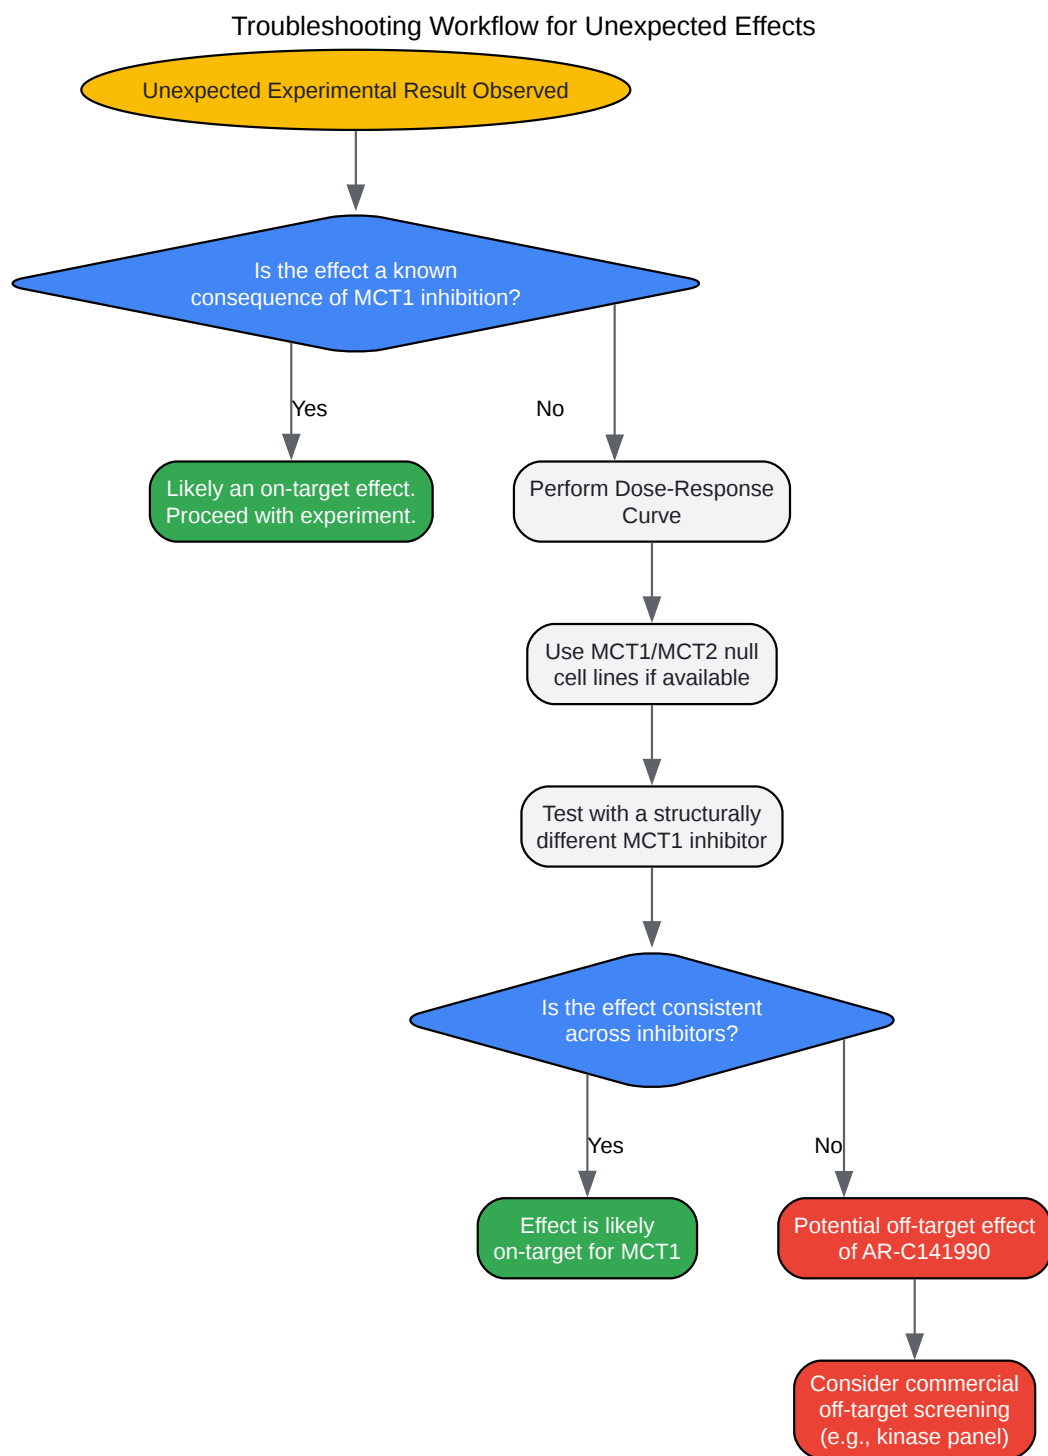 Troubleshooting Workflow for Unexpected Effects
Unexpected Experimental Result Observed
Is the effect a known
consequence of MCT1 inhibition?
Yes
No
Likely an on-target effect.
Proceed with experiment.
Perform Dose-Response
Curve
Use MCT1/MCT2 null
cell lines if available
Test with a structurally
different MCT1 inhibitor
Is the effect consistent
across inhibitors?
Yes
No
Effect is likely
on-target for MCT1
Potential off-target effect
of AR-C141990
Consider commercial
off-target screening
(e.g., kinase panel)